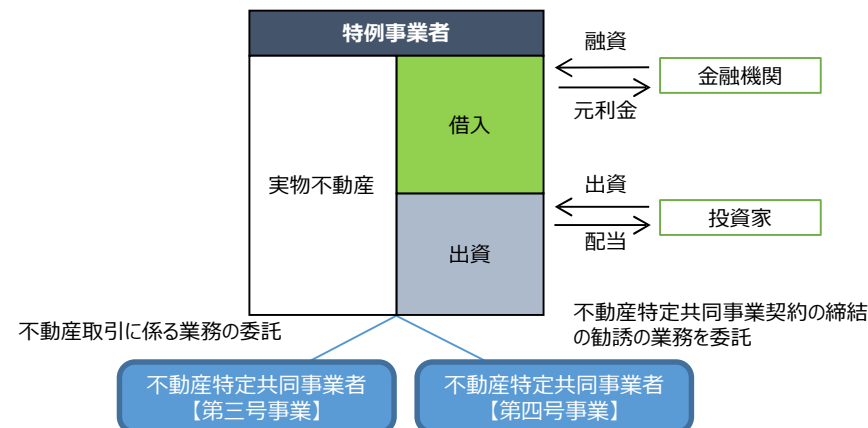 特例事業者
融資
金融機関
元利金
借入
実物不動産
出資
投資家
配当
出資
不動産取引に係る業務の委託
不動産特定共同事業契約の締結
の勧誘の業務を委託
不動産特定共同事業者
【第三号事業】
不動産特定共同事業者
【第四号事業】